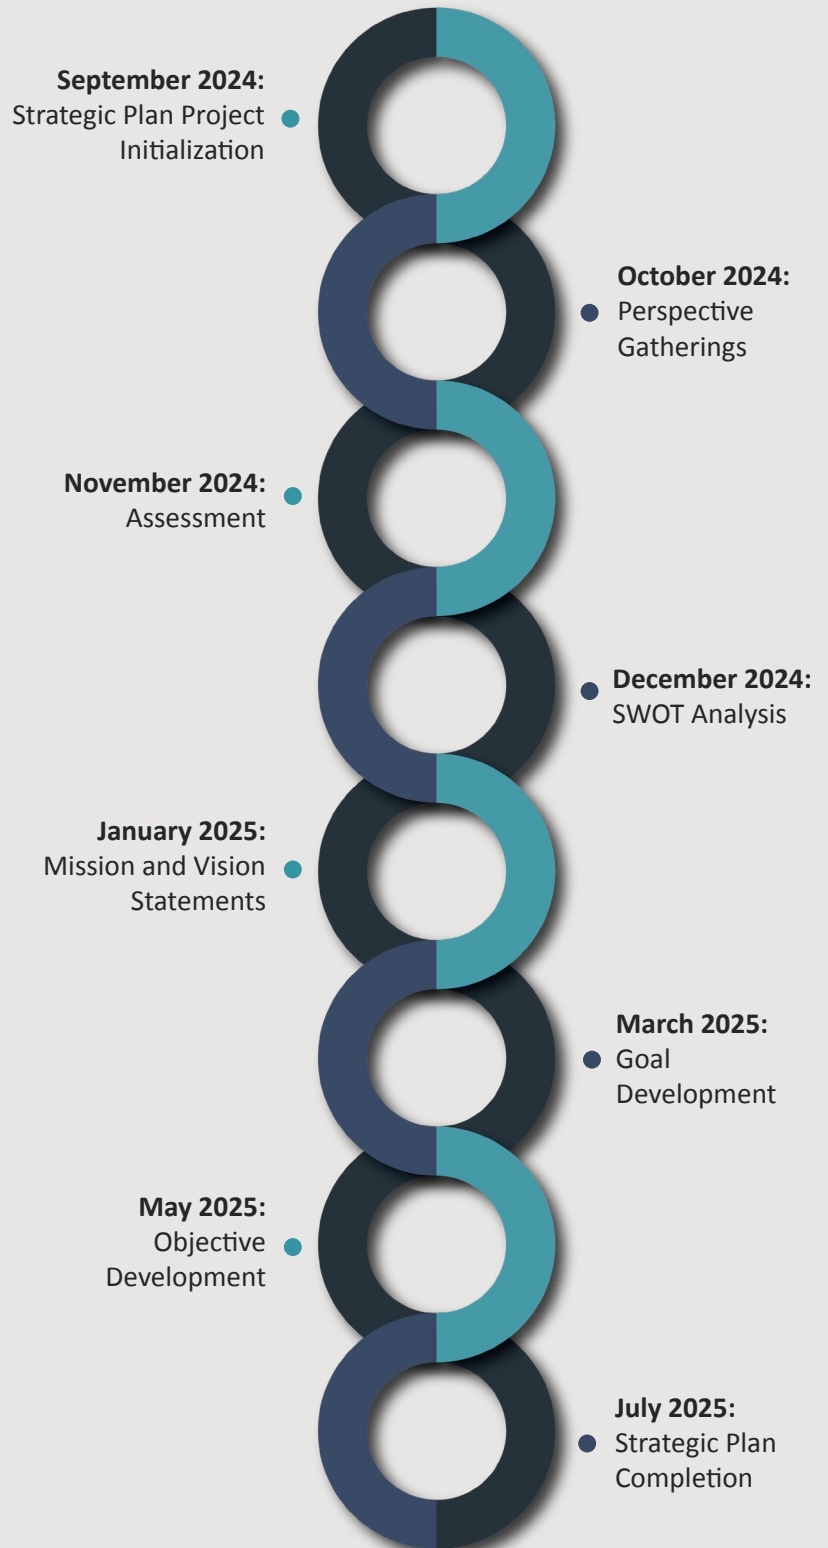 September 2024:
Strategic Plan Project
Initialization
October 2024:
Perspective
Gatherings
November 2024:
Assessment
December 2024:
SWOT Analysis
January 2025:
Mission and Vision
Statements
March 2025:
Goal
Development
May 2025:
Objective
Development
July 2025:
Strategic Plan
Completion